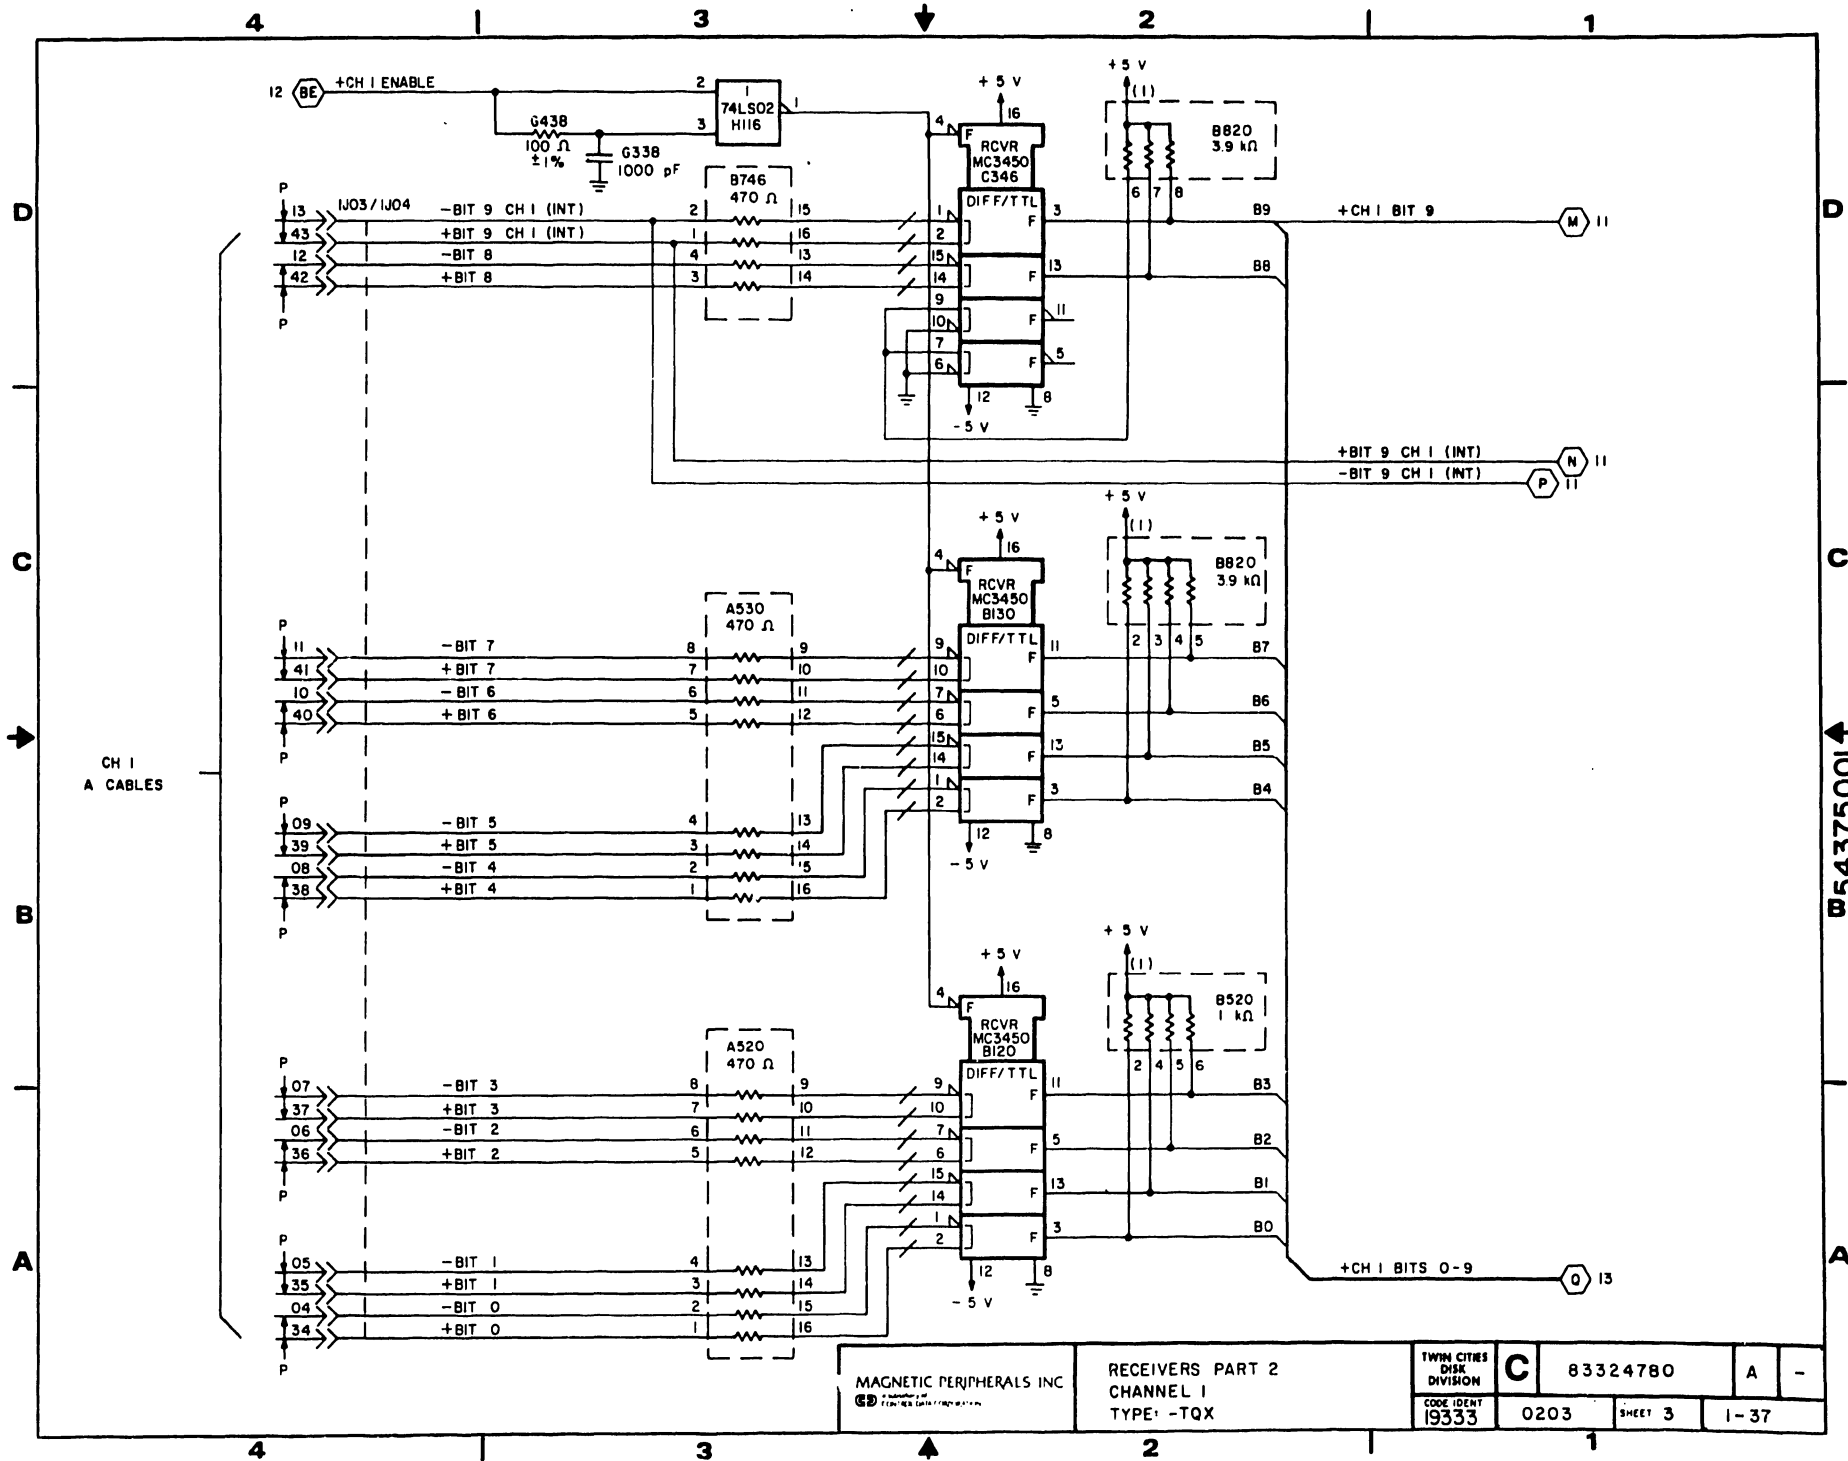 4 3 2 1
12 BE +CH 1 ENABLE
2 1 1
74LS02
3 H116
G438
100 Ω
±1%
G338
1000 pF
+5 V
16
4 F
RCVR
MC3450
C346
+5 V
(1)
B820
3.9 kΩ
6 7 8
B746
470 Ω
DIFF/TTL
D D
P
1J03/1J04
13 -BIT 9 CH 1 (INT) 2 15 1 F 3 B9 +CH 1 BIT 9 M 11
43 +BIT 9 CH 1 (INT) 1 16 2
12 -BIT 8 4 13 15 F 13 B8
42 +BIT 8 3 14 14
P
9 F 11
10
7 F 5
6
12 8
-5 V
+BIT 9 CH 1 (INT) N 11
-BIT 9 CH 1 (INT) P 11
+5 V
16
4 F
RCVR
MC3450
B130
+5 V
(1)
B820
3.9 kΩ
2 3 4 5
C C
A530
470 Ω
DIFF/TTL
P
11 -BIT 7 8 9 9 F 11 B7
41 +BIT 7 7 10 10
10 -BIT 6 6 11 7 F 5 B6
40 +BIT 6 5 12 6
P
15 F 13 B5
14
1 F 3 B4
2
12 8
-5 V
CH 1
A CABLES
P
09 -BIT 5 4 13
39 +BIT 5 3 14
08 -BIT 4 2 15
38 +BIT 4 1 16
P
B B
54375001
+5 V
16
4 F
RCVR
MC3450
B120
+5 V
(1)
B520
1 kΩ
2 4 5 6
A520
470 Ω
DIFF/TTL
P
07 -BIT 3 8 9 9 F 11 B3
37 +BIT 3 7 10 10
06 -BIT 2 6 11 7 F 5 B2
36 +BIT 2 5 12 6
P
15 F 13 B1
14
1 F 3 B0
2
12 8
-5 V
A A
P
05 -BIT 1 4 13
35 +BIT 1 3 14
04 -BIT 0 2 15
34 +BIT 0 1 16
P
+CH 1 BITS 0-9 Q 13
MAGNETIC PERIPHERALS INC
RECEIVERS PART 2
CHANNEL 1
TYPE: -TQX
TWIN CITIES
DISK
DIVISION
C 83324780 A -
CODE IDENT
19333 0203 SHEET 3 1-37
4 3 2 1